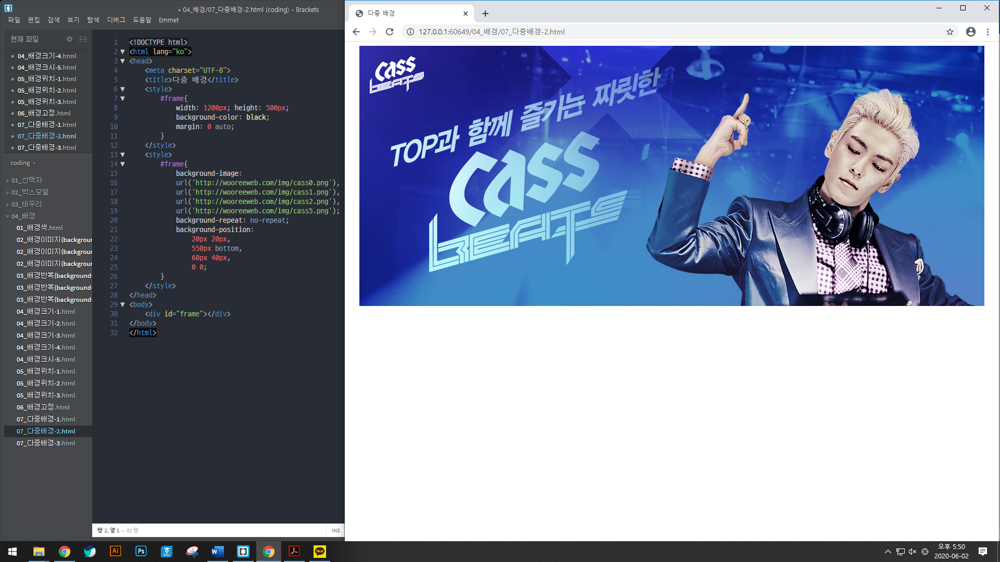 • 04_배경/07_다중배경-2.html (coding) - Brackets
파일 편집 검색 보기 탐색 디버그 도움말 Emmet
현재 파일
04_배경크기-4.html
04_배경크시-5.html
05_배경위치-1.html
05_배경위치-2.html
05_배경위치-3.html
06_배경고정.html
07_다중배경-1.html
07_다중배경-2.html
07_다중배경-3.html
coding
01_선택자
02_박스모델
03_테두리
04_배경
01_배경색.html
02_배경이미지(backgroun
02_배경이미지(backgroun
02_배경이미지(backgroun
03_배경반복(background-
03_배경반복(background-
03_배경반복(background-
04_배경크기-1.html
04_배경크기-2.html
04_배경크기-3.html
04_배경크기-4.html
04_배경크시-5.html
05_배경위치-1.html
05_배경위치-2.html
05_배경위치-3.html
06_배경고정.html
07_다중배경-1.html
07_다중배경-2.html
07_다중배경-3.html
1 <!DOCTYPE html>
2 <html lang="ko">
3 <head>
4 <meta charset="UTF-8">
5 <title>다중 배경</title>
6 <style>
7 #frame{
8 width: 1200px; height: 500px;
9 background-color: black;
10 margin: 0 auto;
11 }
12 </style>
13 <style>
14 #frame{
15 background-image:
16 url('http://wooreeweb.com/img/cass0.png'),
17 url('http://wooreeweb.com/img/cass1.png'),
18 url('http://wooreeweb.com/img/cass2.png'),
19 url('http://wooreeweb.com/img/cass5.png');
20 background-repeat: no-repeat;
21 background-position:
22 20px 20px,
23 550px bottom,
24 60px 40px,
25 0 0;
26 }
27 </style>
28 </head>
29 <body>
30 <div id="frame"></div>
31 </body>
32 </html>
행 2, 열 1 — 32 행
INS
다중 배경
127.0.0.1:60649/04_배경/07_다중배경-2.html
cass
BEATS
TOP과 함께 즐기는 짜릿한
cass
BEATS
Ai
Ps
TALK
오후 5:50
2020-06-02